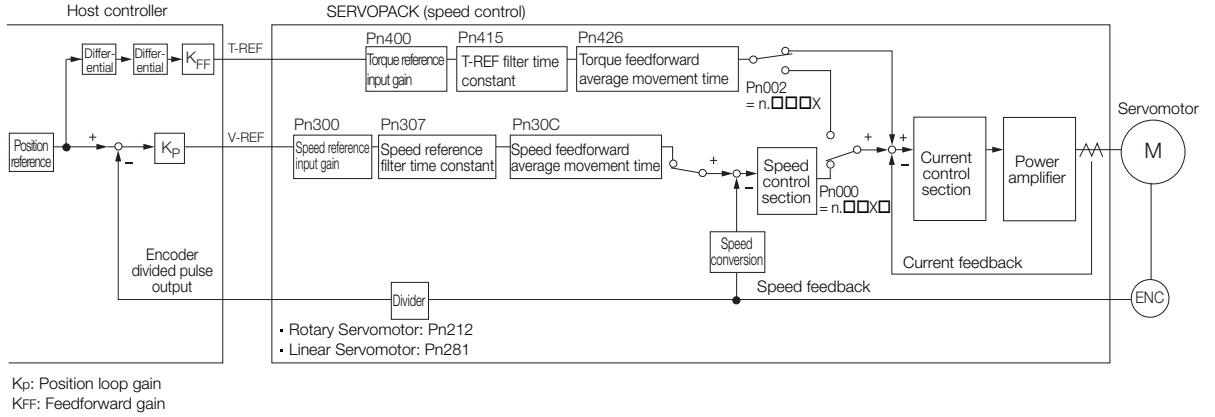 Host controller
SERVOPACK (speed control)
Differ-
ential
Differ-
ential
KFF
T-REF
Pn400
Torque reference
input gain
Pn415
T-REF filter time
constant
Pn426
Torque feedforward
average movement time
Pn002
= n.□□□X
Servomotor
Position
reference
+
−
KP
V-REF
Pn300
Speed reference
input gain
Pn307
Speed reference
filter time constant
Pn30C
Speed feedforward
average movement time
+
−
Speed
control
section
Pn000
= n.□□X□
+
+
−
Current
control
section
Power
amplifier
M
Encoder
divided pulse
output
Speed
conversion
Current feedback
Divider
Speed feedback
ENC
• Rotary Servomotor: Pn212
• Linear Servomotor: Pn281
KP: Position loop gain
KFF: Feedforward gain